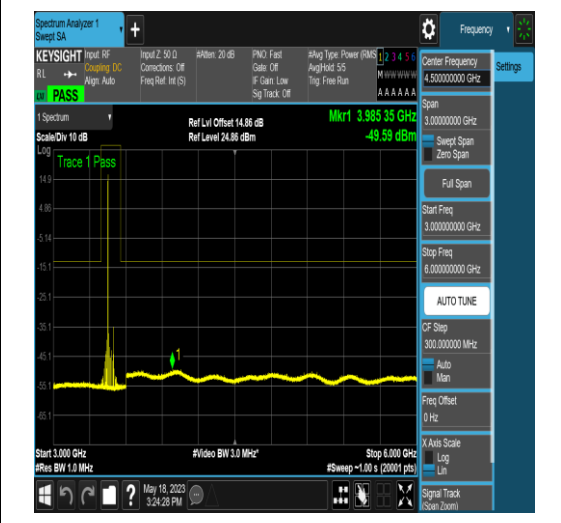 Spectrum Analyzer 1
Swept SA
Frequency
KEYSIGHT
RL
Input: RF
Coupling: DC
Align: Auto
Input Z: 50 Ω
Corrections: Off
Freq Ref: Int (S)
#Atten: 20 dB
PNO: Fast
Gate: Off
IF Gain: Low
Sig Track: Off
#Avg Type: Power (RMS
Avg|Hold: 5/5
Trig: Free Run
1 2 3 4 5 6
M W W W W W
A A A A A A
PASS
1 Spectrum
Scale/Div 10 dB
Ref Lvl Offset 14.86 dB
Ref Level 24.86 dBm
Mkr1 3.985 35 GHz
-49.59 dBm
Log
Trace 1 Pass
14.9
4.86
-5.14
-15.1
-25.1
-35.1
-45.1
-55.1
-65.1
1
Start 3.000 GHz
#Res BW 1.0 MHz
#Video BW 3.0 MHz*
Stop 6.000 GHz
#Sweep ~1.00 s (20001 pts)
Center Frequency
4.500000000 GHz
Settings
Span
3.00000000 GHz
Swept Span
Zero Span
Full Span
Start Freq
3.000000000 GHz
Stop Freq
6.000000000 GHz
AUTO TUNE
CF Step
300.000000 MHz
Auto
Man
Freq Offset
0 Hz
X Axis Scale
Log
Lin
Signal Track
(Span Zoom)
?
May 18, 2023
3:24:28 PM